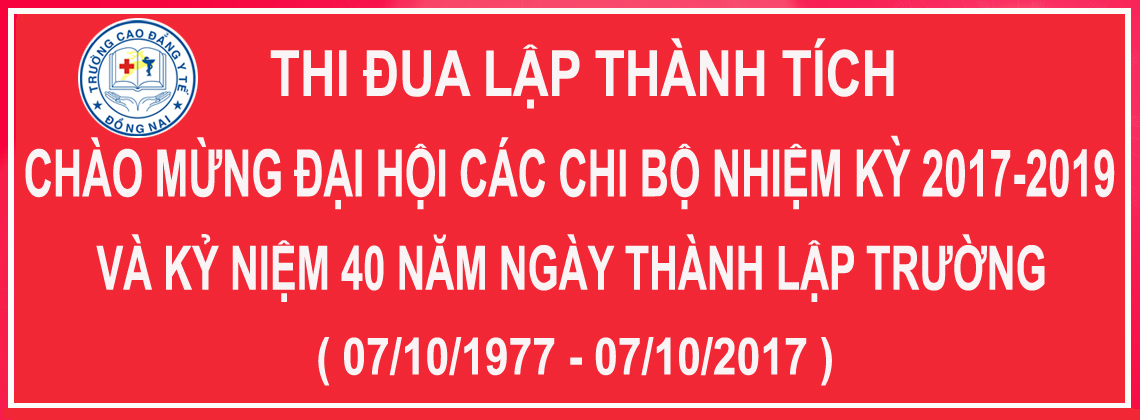 TRƯỜNG CAO ĐẲNG Y TẾ
ĐỒNG NAI
THI ĐUA LẬP THÀNH TÍCH
CHÀO MỪNG ĐẠI HỘI CÁC CHI BỘ NHIỆM KỲ 2017-2019
VÀ KỶ NIỆM 40 NĂM NGÀY THÀNH LẬP TRƯỜNG
( 07/10/1977 - 07/10/2017 )